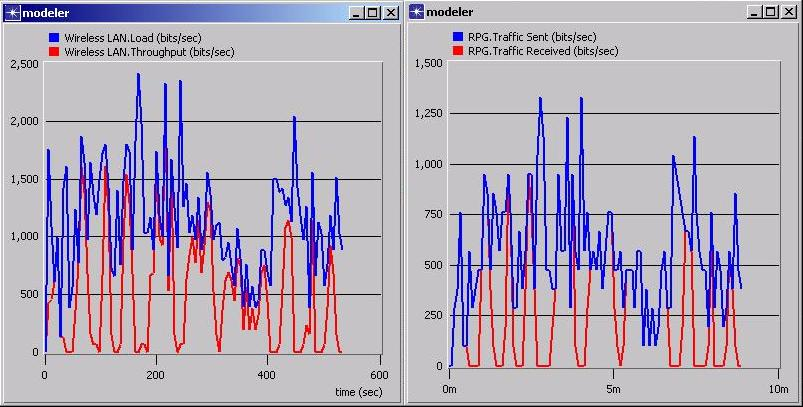 modeler
Wireless LAN.Load (bits/sec)
Wireless LAN.Throughput (bits/sec)
2,500
2,000
1,500
1,000
500
0
0 200 400 600
time (sec)
modeler
RPG.Traffic Sent (bits/sec)
RPG.Traffic Received (bits/sec)
1,500
1,250
1,000
750
500
250
0
0m 5m 10m